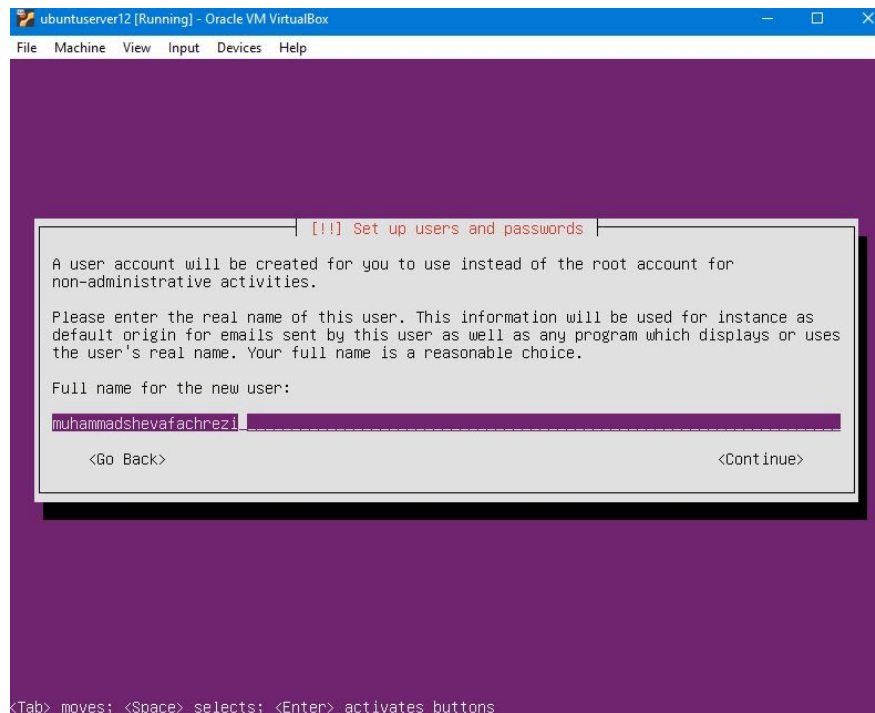 ubuntuserver12 [Running] - Oracle VM VirtualBox
File Machine View Input Devices Help
[!!] Set up users and passwords
A user account will be created for you to use instead of the root account for
non-administrative activities.
Please enter the real name of this user. This information will be used for instance as
default origin for emails sent by this user as well as any program which displays or uses
the user's real name. Your full name is a reasonable choice.
Full name for the new user:
muhammadshevafachrezi
<Go Back> <Continue>
<Tab> moves; <Space> selects; <Enter> activates buttons